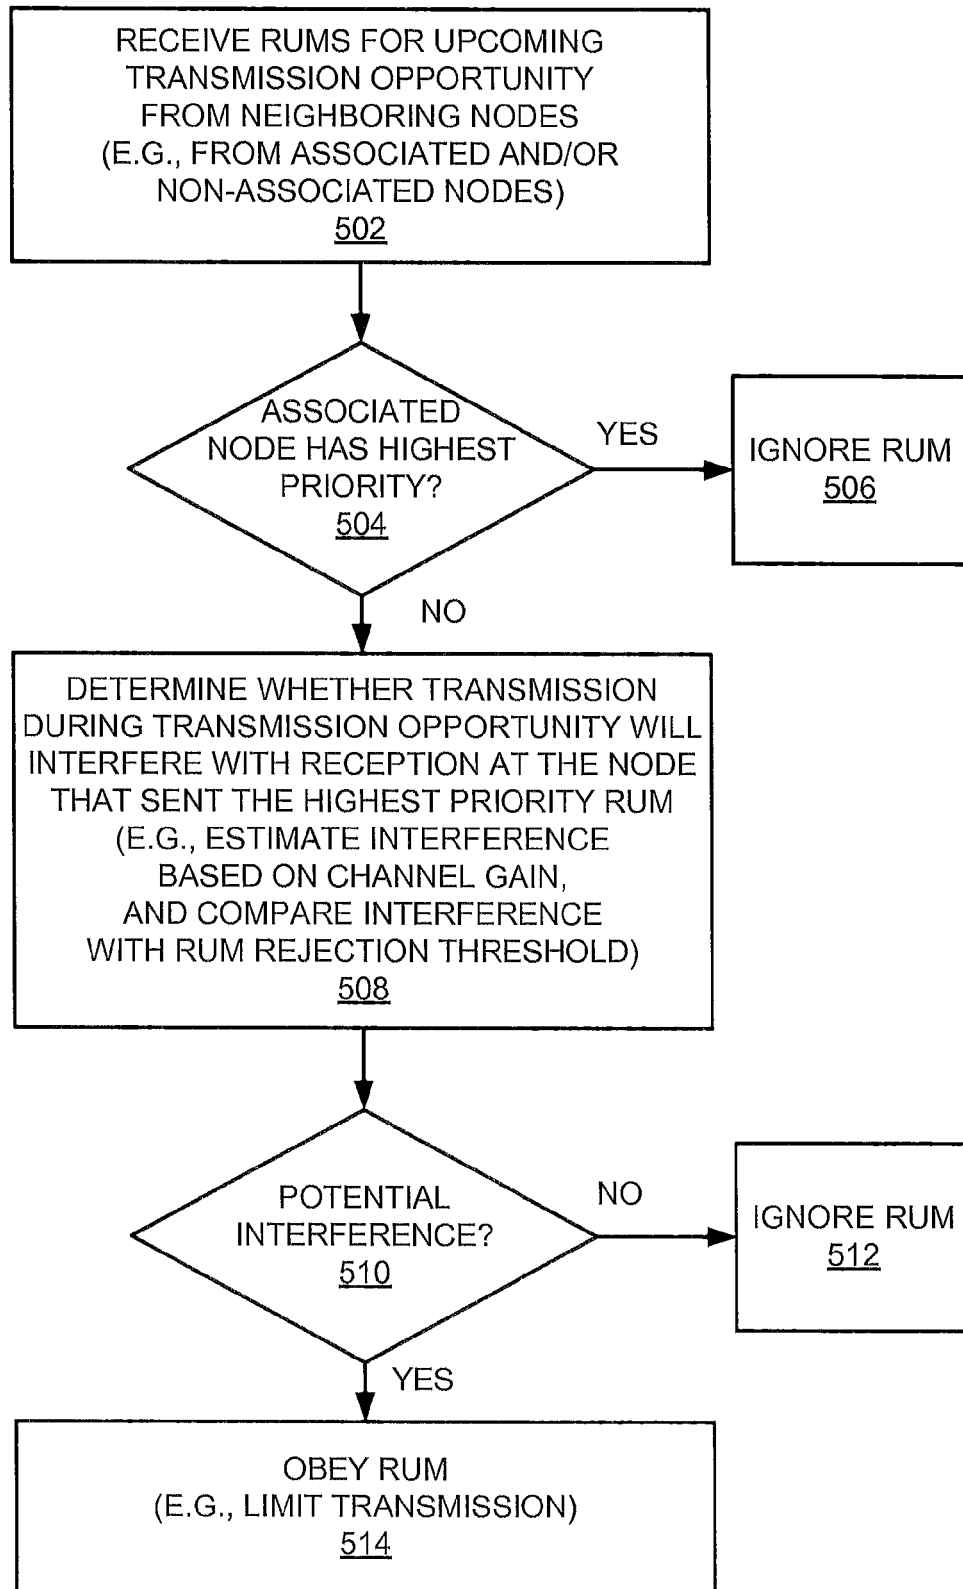 RECEIVE RUMS FOR UPCOMING
TRANSMISSION OPPORTUNITY
FROM NEIGHBORING NODES
(E.G., FROM ASSOCIATED AND/OR
NON-ASSOCIATED NODES)
502
ASSOCIATED
NODE HAS HIGHEST
PRIORITY?
504
YES
IGNORE RUM
506
NO
DETERMINE WHETHER TRANSMISSION
DURING TRANSMISSION OPPORTUNITY WILL
INTERFERE WITH RECEPTION AT THE NODE
THAT SENT THE HIGHEST PRIORITY RUM
(E.G., ESTIMATE INTERFERENCE
BASED ON CHANNEL GAIN,
AND COMPARE INTERFERENCE
WITH RUM REJECTION THRESHOLD)
508
POTENTIAL
INTERFERENCE?
510
NO
IGNORE RUM
512
YES
OBEY RUM
(E.G., LIMIT TRANSMISSION)
514